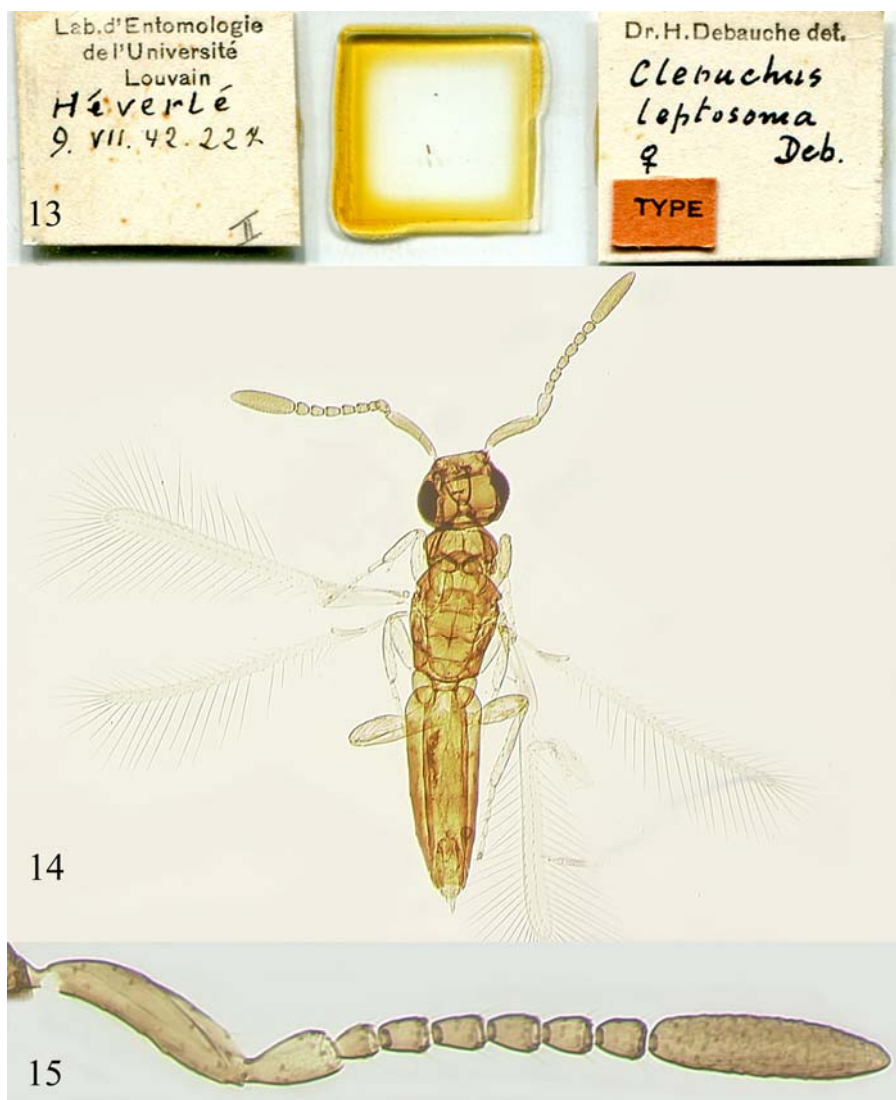 Lab.d'Entomologie
de l'Université
Louvain
Héverlé
9. VII. 42. 22%
II
13
Dr.H.Debauche det.
Cleruchus
leptosoma
♀ Deb.
TYPE
14
15